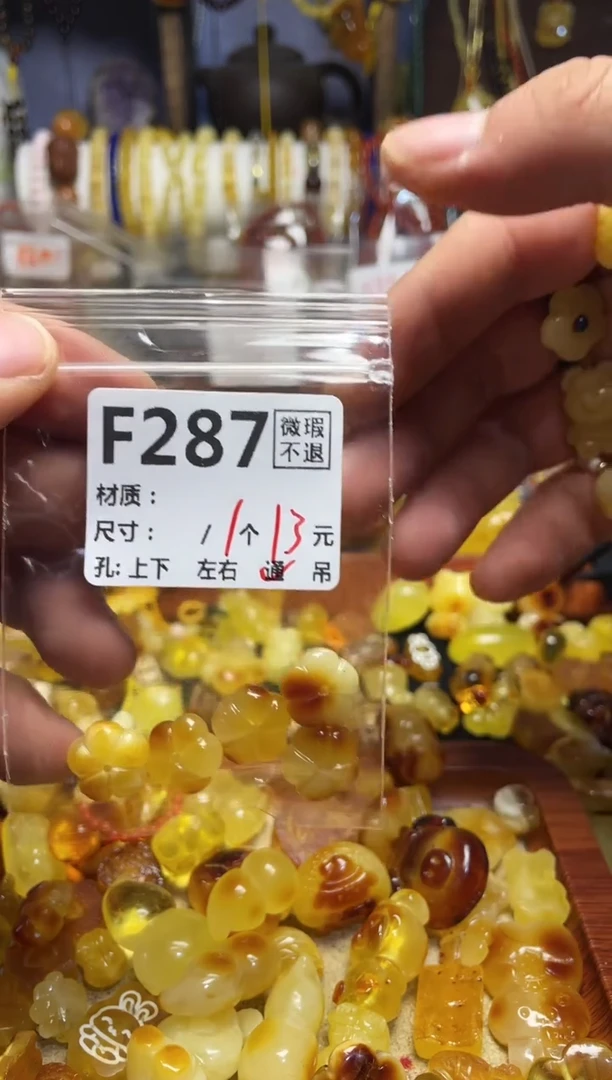 F287 微瑕不退
材质：
尺寸： / 1个 13元
孔: 上下 左右 通 吊